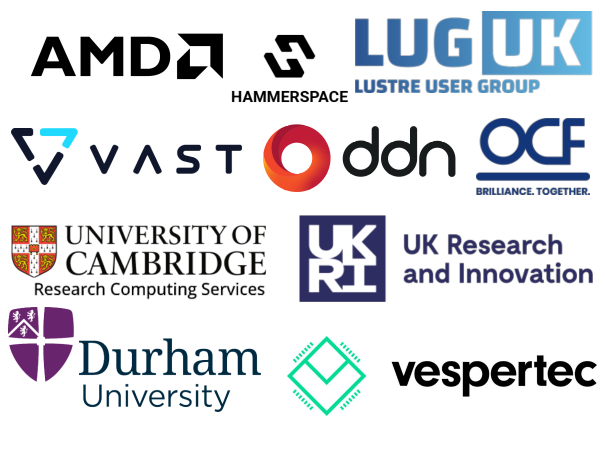 AMD
HAMMERSPACE
LUG UK
LUSTRE USER GROUP
VAST
ddn
OCF
BRILLIANCE. TOGETHER.
UNIVERSITY OF
CAMBRIDGE
Research Computing Services
UK
RI
UK Research
and Innovation
Durham
University
vespertec